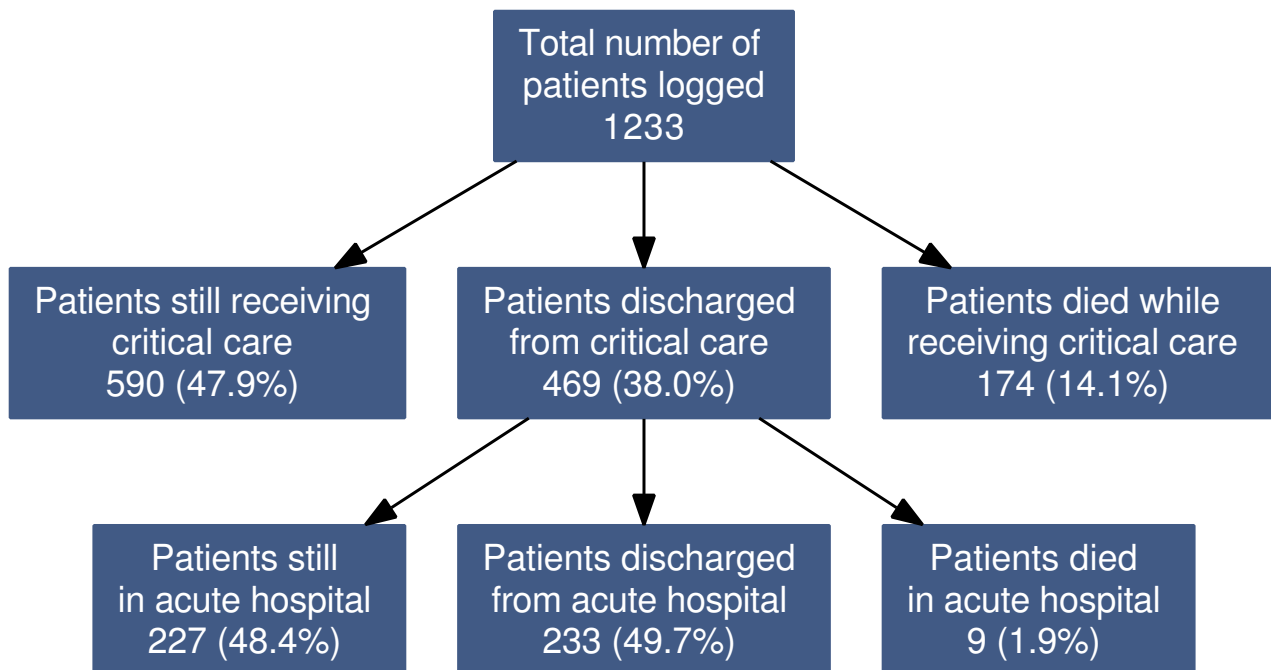 Total number of
patients logged
1233
Patients still receiving
critical care
590 (47.9%)
Patients discharged
from critical care
469 (38.0%)
Patients died while
receiving critical care
174 (14.1%)
Patients still
in acute hospital
227 (48.4%)
Patients discharged
from acute hospital
233 (49.7%)
Patients died
in acute hospital
9 (1.9%)